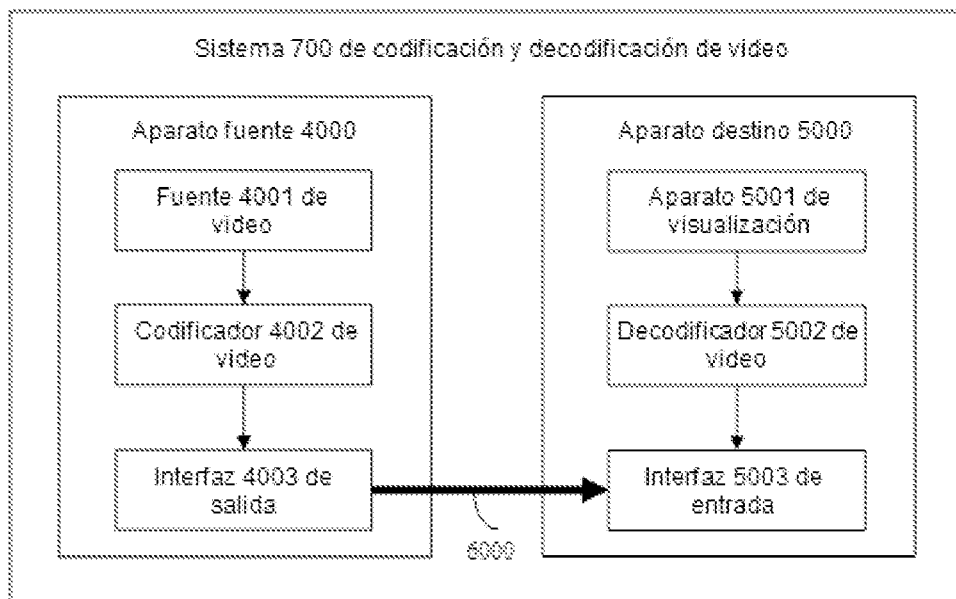 Sistema 700 de codificación y decodificación de video
Aparato fuente 4000
Fuente 4001 de
video
Codificador 4002 de
video
Interfaz 4003 de
salida
Aparato destino 5000
Aparato 5001 de
visualización
Decodificador 5002 de
video
Interfaz 5003 de
entrada
6000